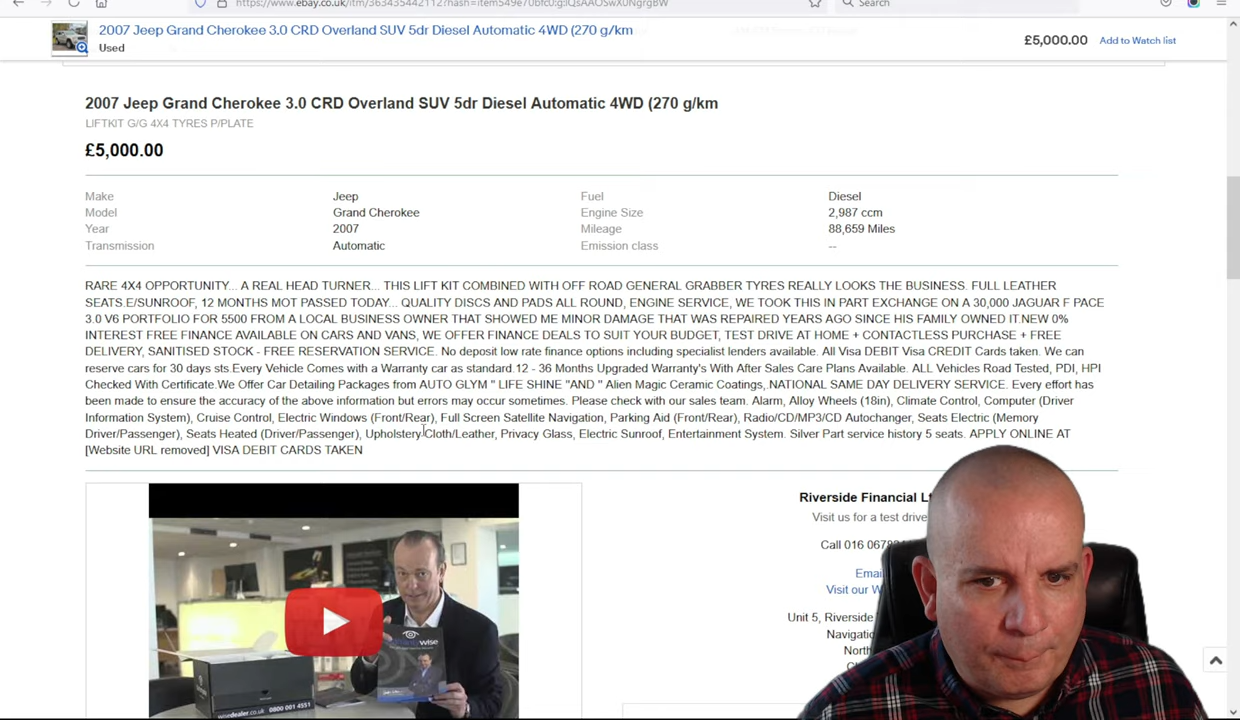 https://www.ebay.co.uk/itm/363435442112?hash=item549e70bfc0:g:IQsAAOSwX0NgrgBW
Search
2007 Jeep Grand Cherokee 3.0 CRD Overland SUV 5dr Diesel Automatic 4WD (270 g/km
Used
£5,000.00
Add to Watch list
2007 Jeep Grand Cherokee 3.0 CRD Overland SUV 5dr Diesel Automatic 4WD (270 g/km
LIFTKIT G/G 4X4 TYRES P/PLATE
£5,000.00
Make Jeep Fuel Diesel
Model Grand Cherokee Engine Size 2,987 ccm
Year 2007 Mileage 88,659 Miles
Transmission Automatic Emission class --
RARE 4X4 OPPORTUNITY... A REAL HEAD TURNER... THIS LIFT KIT COMBINED WITH OFF ROAD GENERAL GRABBER TYRES REALLY LOOKS THE BUSINESS. FULL LEATHER
SEATS.E/SUNROOF, 12 MONTHS MOT PASSED TODAY... QUALITY DISCS AND PADS ALL ROUND, ENGINE SERVICE, WE TOOK THIS IN PART EXCHANGE ON A 30,000 JAGUAR F PACE
3.0 V6 PORTFOLIO FOR 5500 FROM A LOCAL BUSINESS OWNER THAT SHOWED ME MINOR DAMAGE THAT WAS REPAIRED YEARS AGO SINCE HIS FAMILY OWNED IT.NEW 0%
INTEREST FREE FINANCE AVAILABLE ON CARS AND VANS, WE OFFER FINANCE DEALS TO SUIT YOUR BUDGET, TEST DRIVE AT HOME + CONTACTLESS PURCHASE + FREE
DELIVERY, SANITISED STOCK - FREE RESERVATION SERVICE. No deposit low rate finance options including specialist lenders available. All Visa DEBIT Visa CREDIT Cards taken. We can
reserve cars for 30 days sts.Every Vehicle Comes with a Warranty car as standard.12 - 36 Months Upgraded Warranty's With After Sales Care Plans Available. ALL Vehicles Road Tested, PDI, HPI
Checked With Certificate.We Offer Car Detailing Packages from AUTO GLYM " LIFE SHINE "AND " Alien Magic Ceramic Coatings,.NATIONAL SAME DAY DELIVERY SERVICE. Every effort has
been made to ensure the accuracy of the above information but errors may occur sometimes. Please check with our sales team. Alarm, Alloy Wheels (18in), Climate Control, Computer (Driver
Information System), Cruise Control, Electric Windows (Front/Rear), Full Screen Satellite Navigation, Parking Aid (Front/Rear), Radio/CD/MP3/CD Autochanger, Seats Electric (Memory
Driver/Passenger), Seats Heated (Driver/Passenger), Upholstery Cloth/Leather, Privacy Glass, Electric Sunroof, Entertainment System. Silver Part service history 5 seats. APPLY ONLINE AT
[Website URL removed] VISA DEBIT CARDS TAKEN
Riverside Financial
Visit us for a test drive
Call 016
Email
Visit our
Unit 5, Riverside
wisedealer.co.uk 0800 001 4551